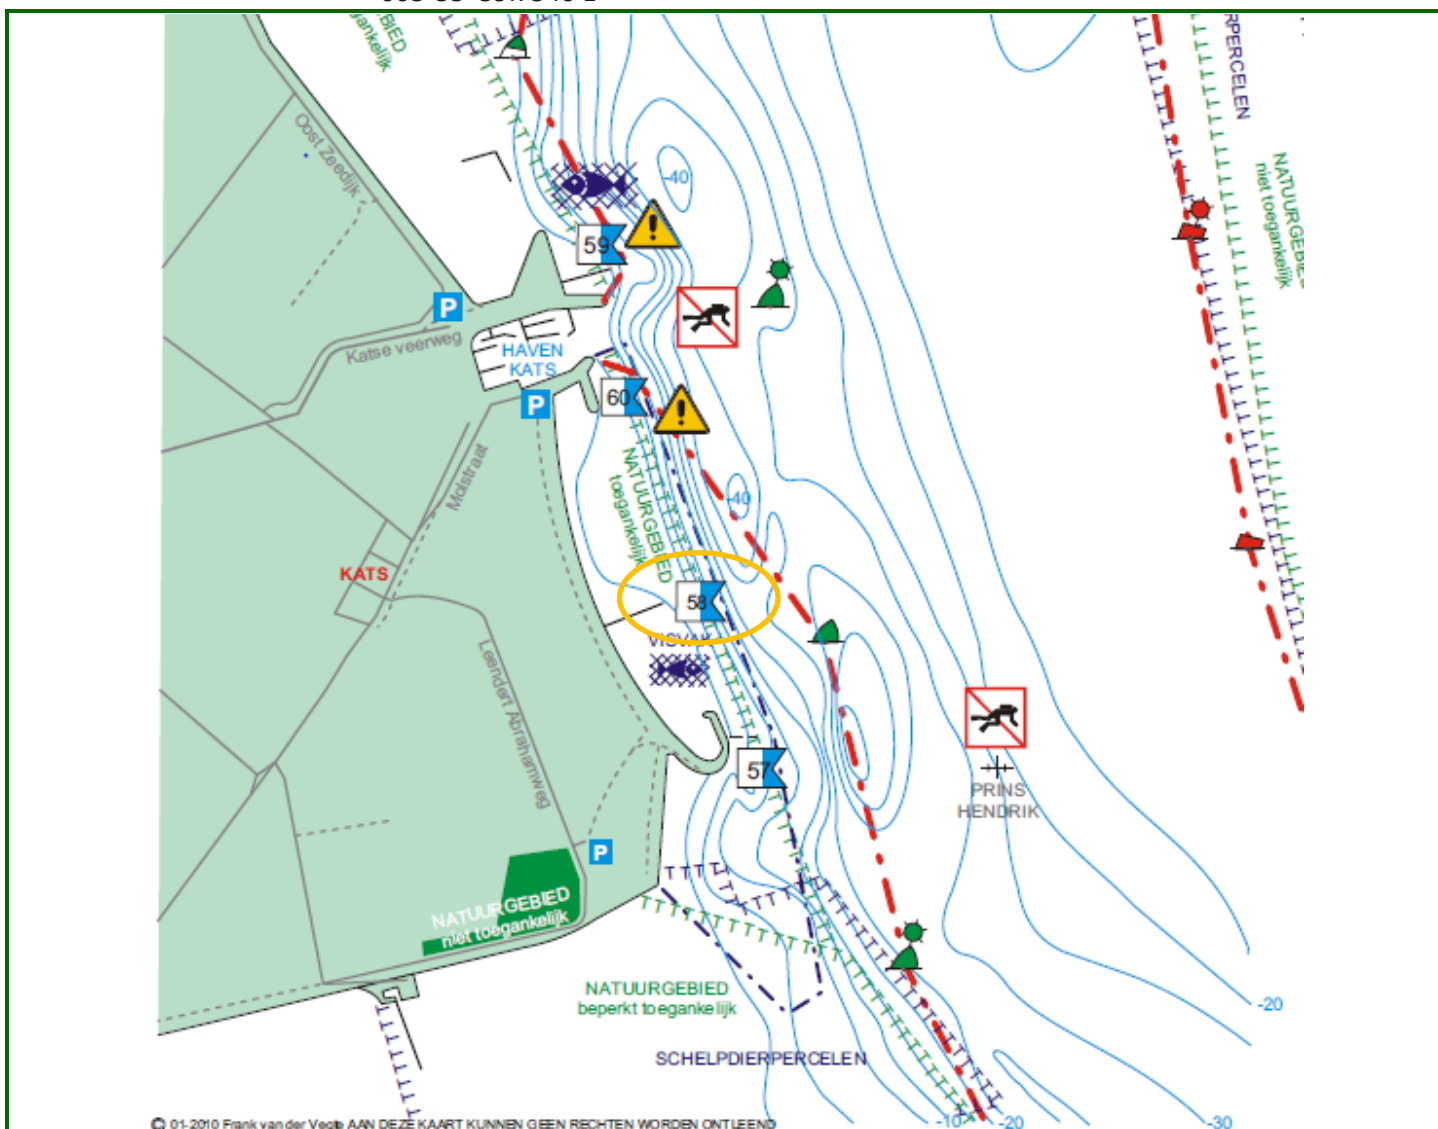 toegankelijk
RPERCELEN
NATUURGEBIED
niet toegankelijk
Oost Zeedijk
-40
59
P
Katse veerweg
HAVEN
KATS
60
P
Molstraat
NATUURGEBIED
toegankelijk
-40
KATS
58
VISVAK
Leendert Abrahamweg
57
PRINS
HENDRIK
P
NATUURGEBIED
niet toegankelijk
NATUURGEBIED
beperkt toegankelijk
-20
SCHELPDIERPERCELEN
-10
-20
-30
© 01-2010 Frank van der Vegte AAN DEZE KAART KUNNEN GEEN RECHTEN WORDEN ONTLEEND